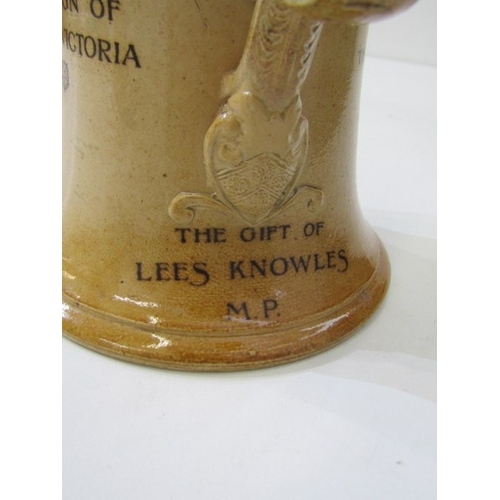 ON OF
VICTORIA
THE GIFT OF
LEES KNOWLES
M.P.